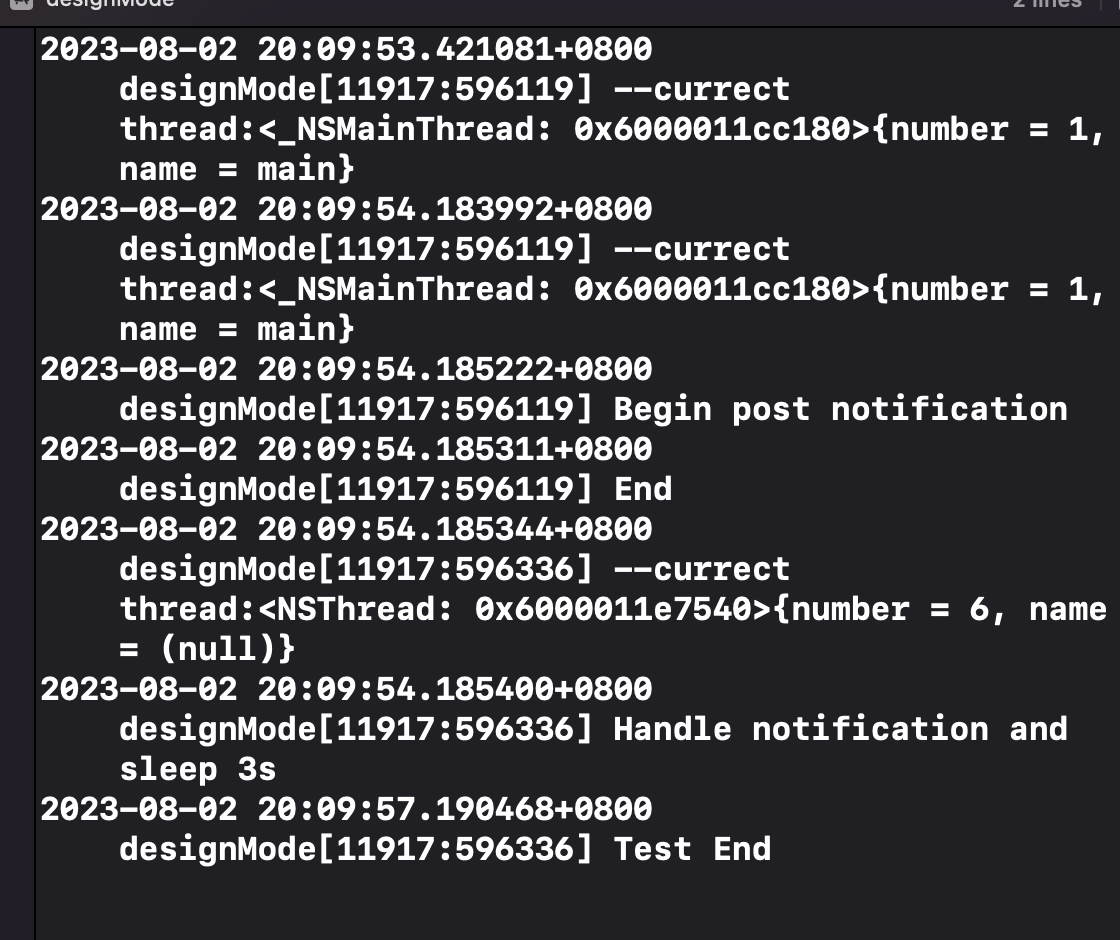 designMode
2 lines
2023-08-02 20:09:53.421081+0800
designMode[11917:596119] --currect
thread:<_NSMainThread: 0x6000011cc180>{number = 1,
name = main}
2023-08-02 20:09:54.183992+0800
designMode[11917:596119] --currect
thread:<_NSMainThread: 0x6000011cc180>{number = 1,
name = main}
2023-08-02 20:09:54.185222+0800
designMode[11917:596119] Begin post notification
2023-08-02 20:09:54.185311+0800
designMode[11917:596119] End
2023-08-02 20:09:54.185344+0800
designMode[11917:596336] --currect
thread:<NSThread: 0x6000011e7540>{number = 6, name
= (null)}
2023-08-02 20:09:54.185400+0800
designMode[11917:596336] Handle notification and
sleep 3s
2023-08-02 20:09:57.190468+0800
designMode[11917:596336] Test End